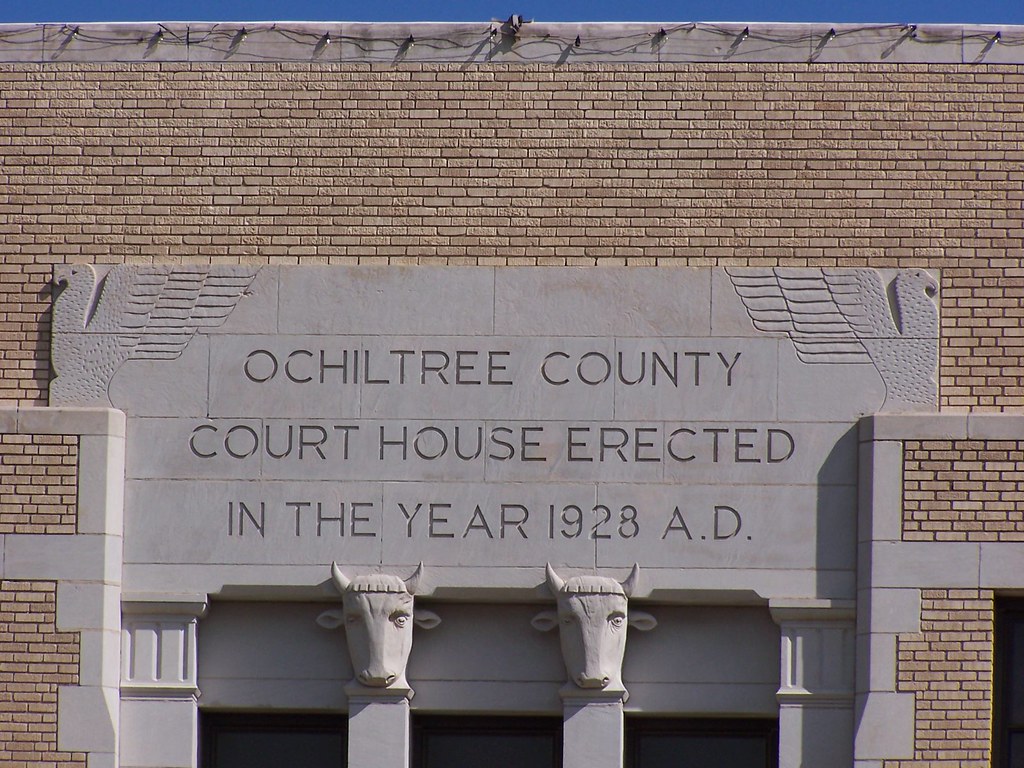 OCHILTREE COUNTY
COURT HOUSE ERECTED
IN THE YEAR 1928 A.D.